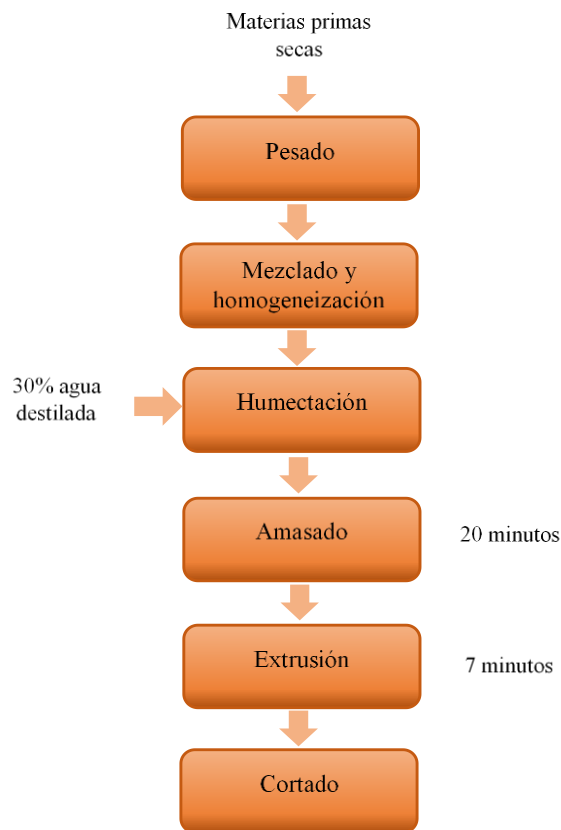 Materias primas
secas
Pesado
Mezclado y
homogeneización
30% agua
destilada
Humectación
Amasado
20 minutos
Extrusión
7 minutos
Cortado